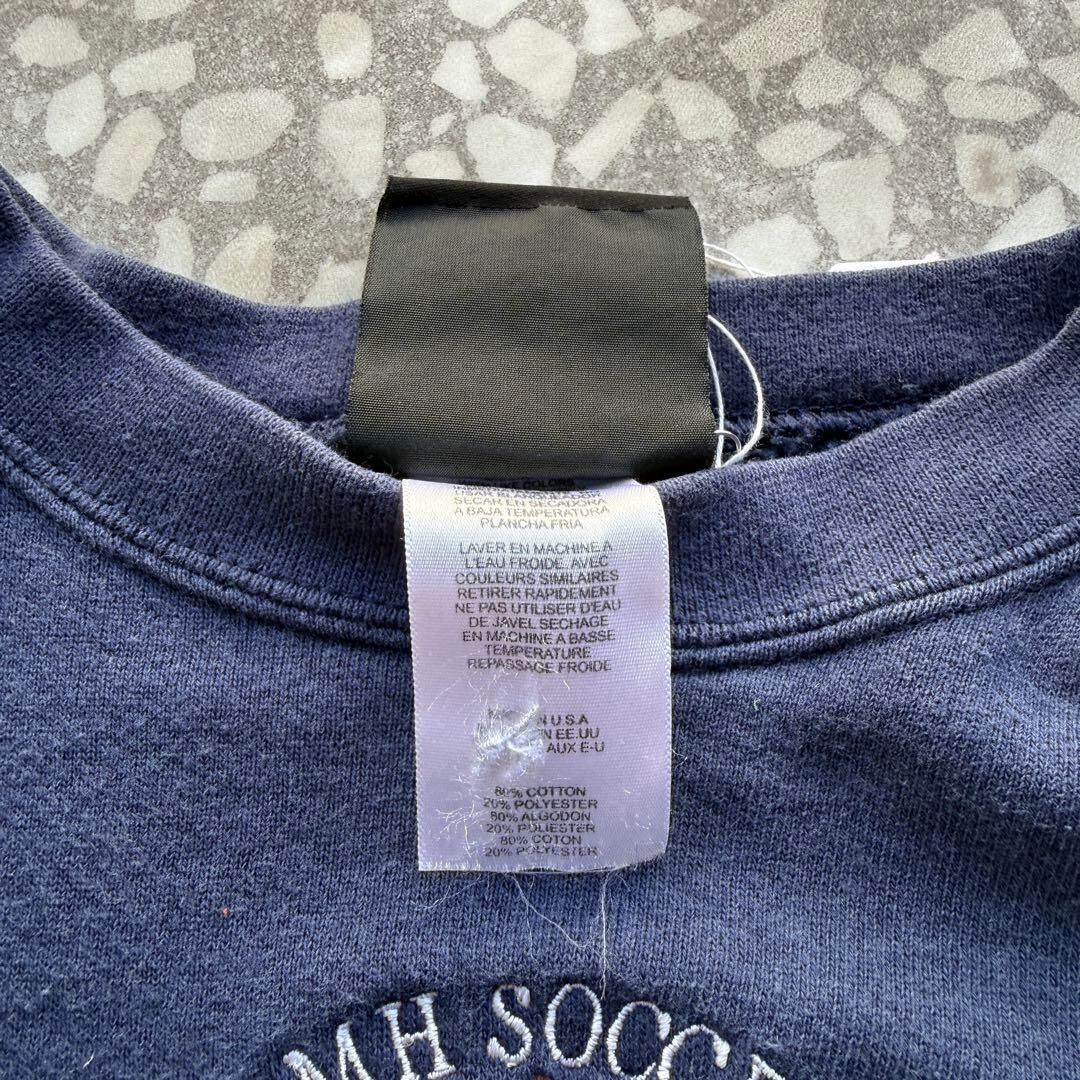 COLORS
USAR
SECAR EN SECADORA
A BAJA TEMPERATURA
PLANCHA FRIA
LAVER EN MACHINE A
L'EAU FROIDE. AVEC
COULEURS SIMILAIRES
RETIRER RAPIDEMENT
NE PAS UTILISER D'EAU
DE JAVEL SECHAGE
EN MACHINE A BASSE
TEMPERATURE
REPASSAGE FROIDE
U.S.A
EE.UU
AUX E-U
80% COTTON
20% POLYESTER
80% ALGODON
20% POLIESTER
80% COTON
20% POLYESTER
MH SOCC